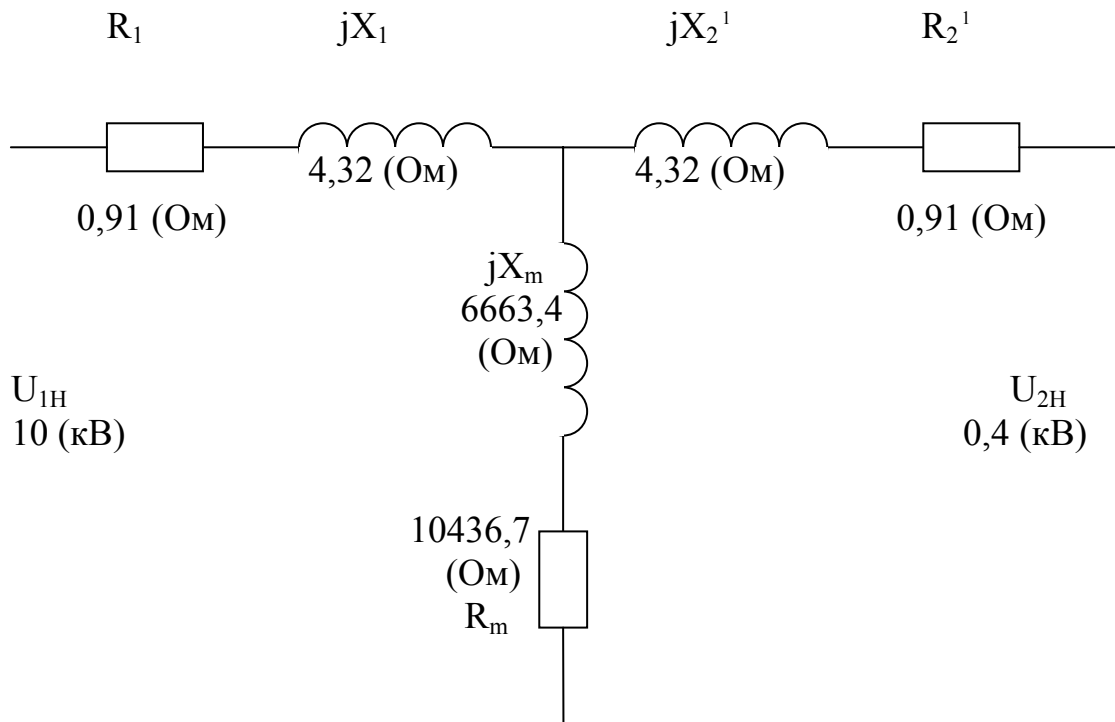 R₁ jX₁ jX₂¹ R₂¹
4,32 (Ом) 4,32 (Ом)
0,91 (Ом) 0,91 (Ом)
jXₘ
6663,4
(Ом)
U₁Н U₂Н
10 (кВ) 0,4 (кВ)
10436,7
(Ом)
Rₘ